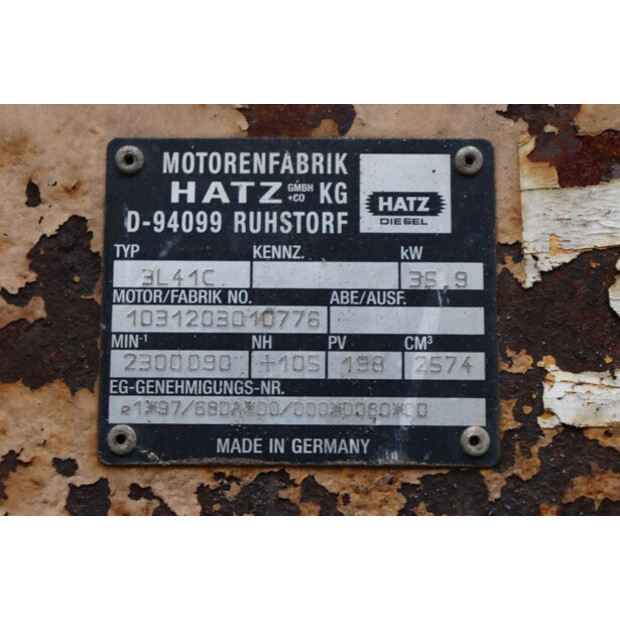 MOTORENFABRIK
HATZ GMBH +CO KG
D-94099 RUHSTORF
HATZ
DIESEL
TYP KENNZ. kW
3L41C 35,9
MOTOR/FABRIK NO. ABE/AUSF.
1031203010776
MIN-¹ NH PV CM³
2300090 +105 198 2574
EG-GENEHMIGUNGS-NR.
e1*97/68DA*00/000*0080*00
MADE IN GERMANY